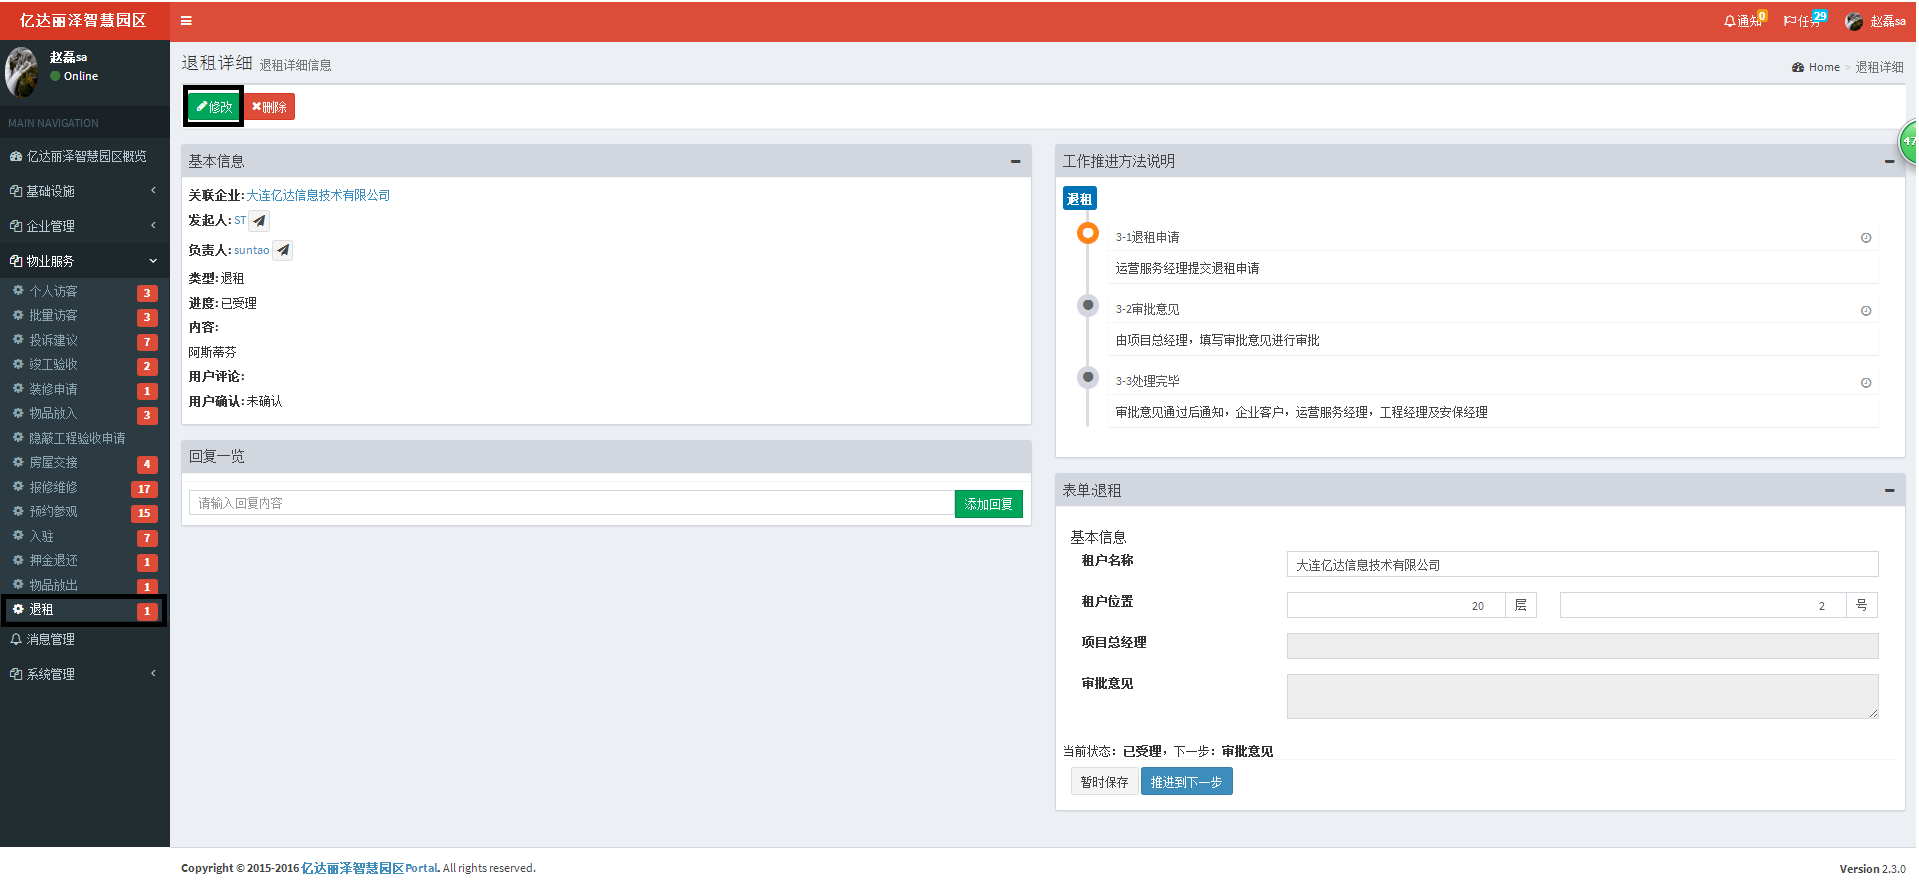 亿达丽泽智慧园区
通知 0
任务 29
赵磊sa
赵磊sa
Online
MAIN NAVIGATION
亿达丽泽智慧园区概览
基础设施
企业管理
物业服务
个人访客 3
批量访客 3
投诉建议 7
竣工验收 2
装修申请 1
物品放入 3
隐蔽工程验收申请
房屋交接 4
报修维修 17
预约参观 15
入驻 7
押金退还 1
物品放出 1
退租 1
消息管理
系统管理
退租详细 退租详细信息
Home > 退租详细
修改 删除
47
基本信息
关联企业:大连亿达信息技术有限公司
发起人: ST
负责人: suntao
类型:退租
进度:已受理
内容:
阿斯蒂芬
用户评论:
用户确认:未确认
回复一览
请输入回复内容 添加回复
工作推进方法说明
退租
3-1退租申请
运营服务经理提交退租申请
3-2审批意见
由项目总经理，填写审批意见进行审批
3-3处理完毕
审批意见通过后通知，企业客户，运营服务经理，工程经理及安保经理
表单:退租
基本信息
租户名称 大连亿达信息技术有限公司
租户位置 20 层 2 号
项目总经理
审批意见
当前状态：已受理，下一步：审批意见
暂时保存 推进到下一步
Copyright © 2015-2016 亿达丽泽智慧园区Portal. All rights reserved.
Version 2.3.0